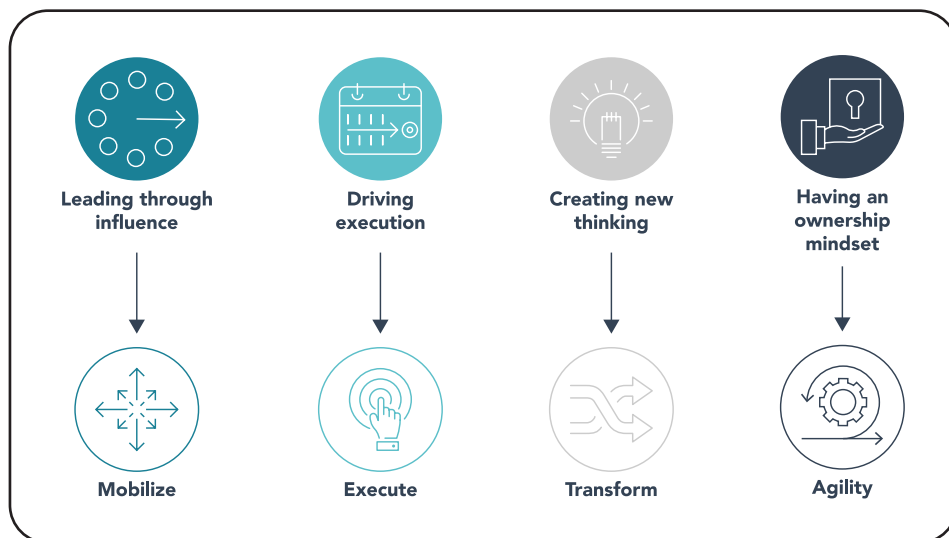 Leading through
influence
Driving
execution
Creating new
thinking
Having an
ownership
mindset
Mobilize
Execute
Transform
Agility